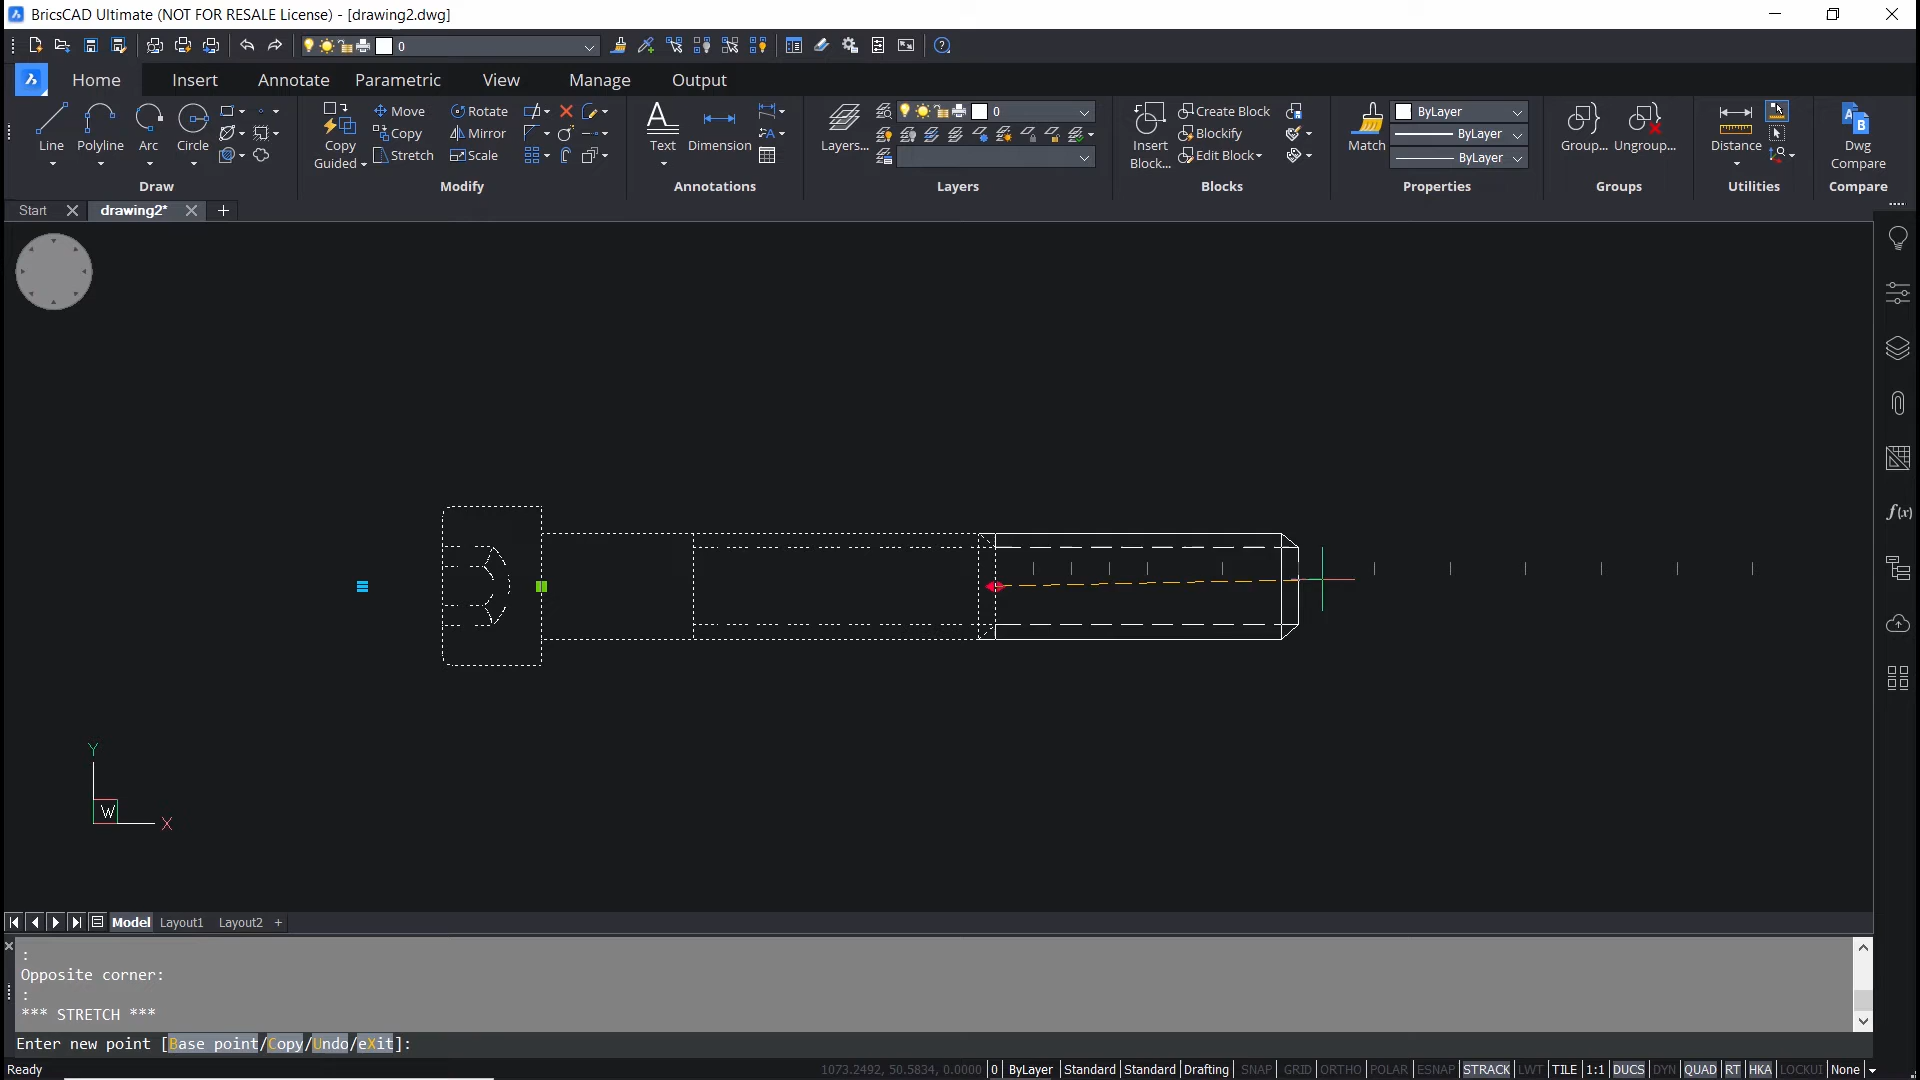 BricsCAD Ultimate (NOT FOR RESALE License) - [drawing2.dwg]
0
Home Insert Annotate Parametric View Manage Output
Line Polyline Arc Circle
Draw
Copy Guided
Move Rotate
Copy Mirror
Stretch Scale
Modify
Text Dimension
Annotations
Layers...
0
Layers
Insert Block...
Create Block
Blockify
Edit Block
Blocks
Match
ByLayer
ByLayer
ByLayer
Properties
Group... Ungroup...
Groups
Distance
Utilities
Dwg Compare
Compare
Start drawing2*
f(x)
Y
W
X
Model Layout1 Layout2 +
:
Opposite corner:
:
*** STRETCH ***
Enter new point [Base point/Copy/Undo/eXit]:
Ready 1073.2492, 50.5834, 0.0000 0 ByLayer Standard Standard Drafting SNAP GRID ORTHO POLAR ESNAP STRACK LWT TILE 1:1 DUCS DYN QUAD RT HKA LOCKUI None